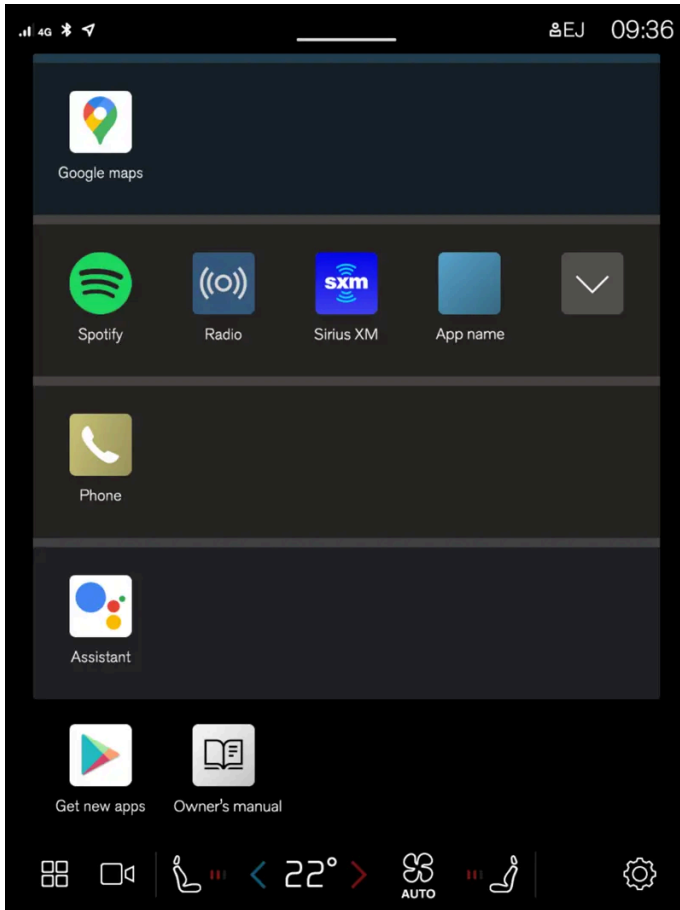 4G EJ 09:36
Google maps
((o)) sxm
Spotify Radio Sirius XM App name
Phone
Assistant
Get new apps Owner's manual
22°
AUTO